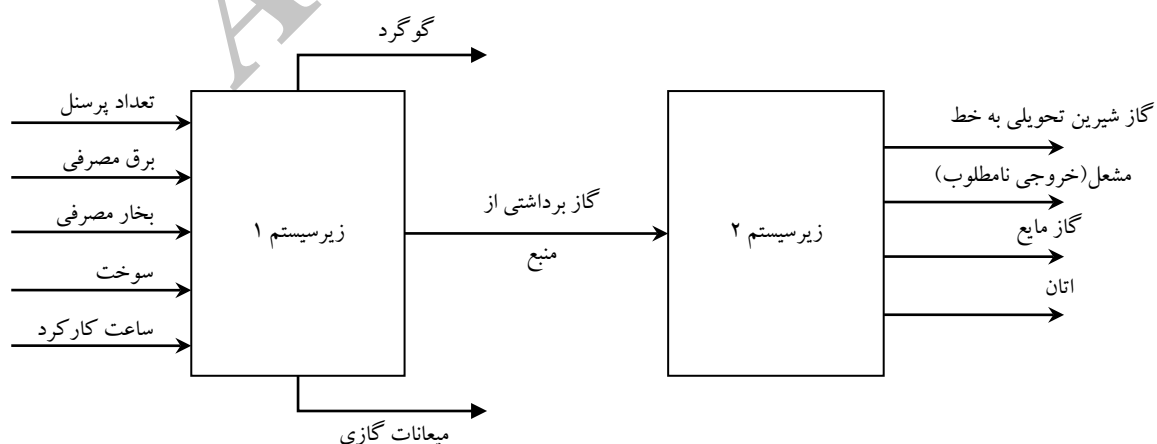 گوگرد
تعداد پرسنل
برق مصرفی
بخار مصرفی
سوخت
ساعت کارکرد
زیرسیستم ۱
میعانات گازی
گاز برداشتی از
منبع
زیرسیستم ۲
گاز شیرین تحویلی به خط
مشعل(خروجی نامطلوب)
گاز مایع
اتان